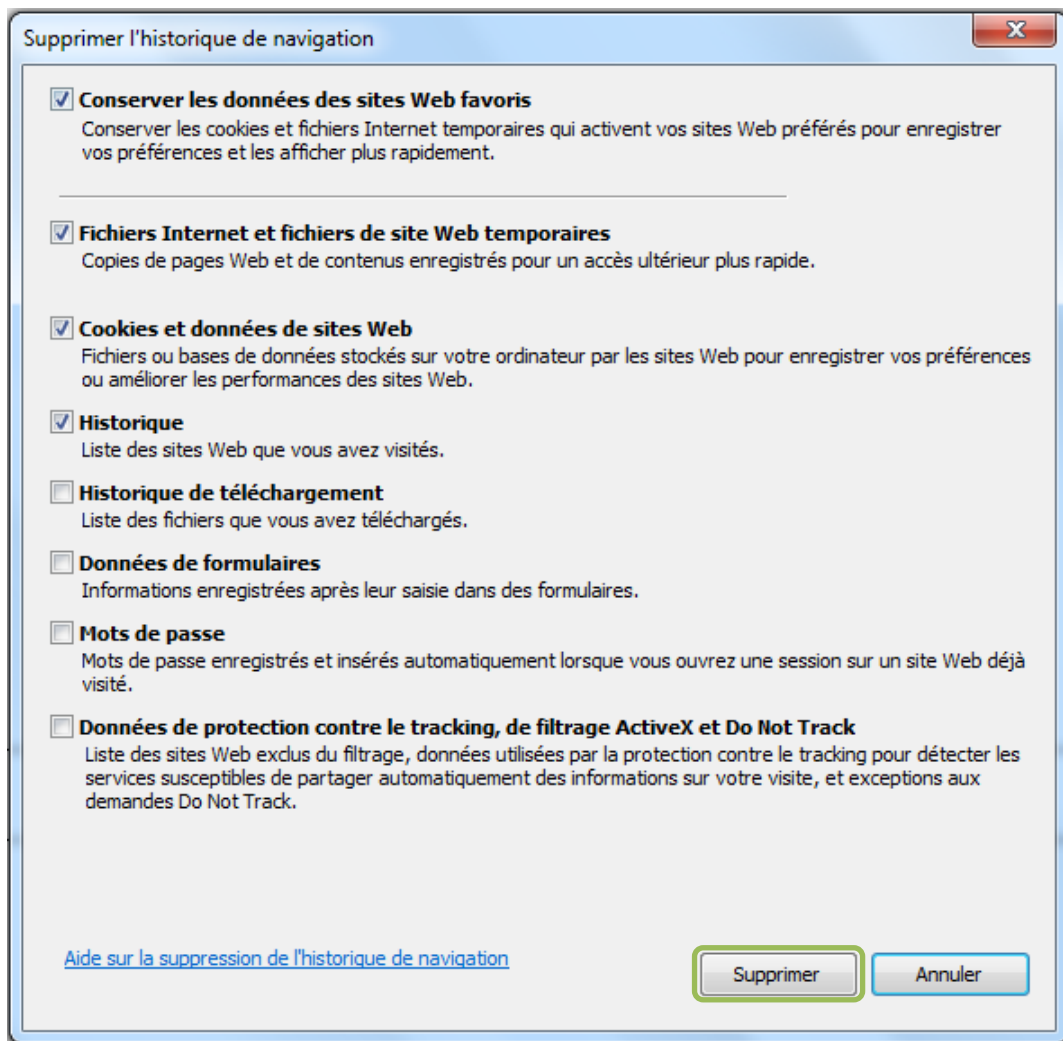 Supprimer l'historique de navigation
Conserver les données des sites Web favoris
Conserver les cookies et fichiers Internet temporaires qui activent vos sites Web préférés pour enregistrer
vos préférences et les afficher plus rapidement.
Fichiers Internet et fichiers de site Web temporaires
Copies de pages Web et de contenus enregistrés pour un accès ultérieur plus rapide.
Cookies et données de sites Web
Fichiers ou bases de données stockés sur votre ordinateur par les sites Web pour enregistrer vos préférences
ou améliorer les performances des sites Web.
Historique
Liste des sites Web que vous avez visités.
Historique de téléchargement
Liste des fichiers que vous avez téléchargés.
Données de formulaires
Informations enregistrées après leur saisie dans des formulaires.
Mots de passe
Mots de passe enregistrés et insérés automatiquement lorsque vous ouvrez une session sur un site Web déjà
visité.
Données de protection contre le tracking, de filtrage ActiveX et Do Not Track
Liste des sites Web exclus du filtrage, données utilisées par la protection contre le tracking pour détecter les
services susceptibles de partager automatiquement des informations sur votre visite, et exceptions aux
demandes Do Not Track.
Aide sur la suppression de l'historique de navigation
Supprimer
Annuler